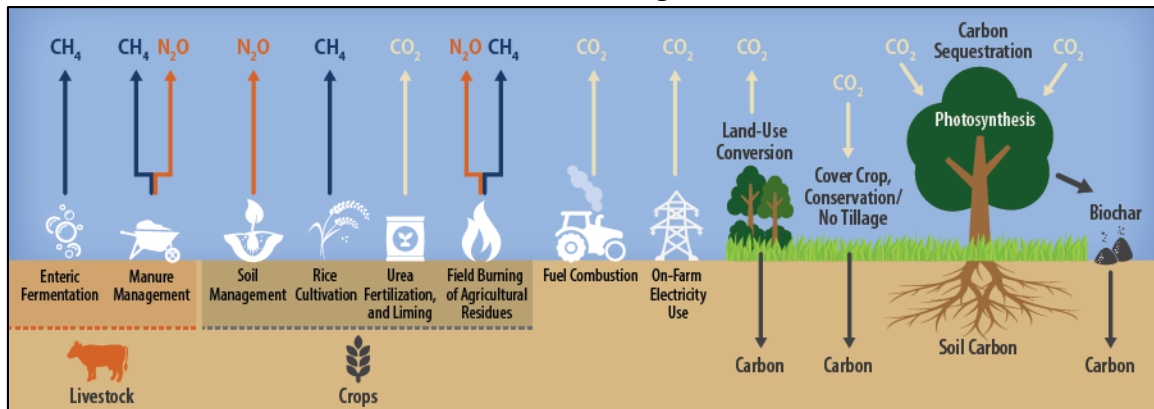 CH₄
CH₄ N₂O
N₂O
CH₄
CO₂
N₂O CH₄
CO₂
CO₂
CO₂
CO₂
CO₂
Carbon
Sequestration
CO₂
Land-Use
Conversion
Photosynthesis
Cover Crop,
Conservation/
No Tillage
Biochar
Enteric
Fermentation
Manure
Management
Soil
Management
Rice
Cultivation
Urea
Fertilization,
and Liming
Field Burning
of Agricultural
Residues
Fuel Combustion
On-Farm
Electricity
Use
Carbon
Carbon
Soil Carbon
Carbon
Livestock
Crops